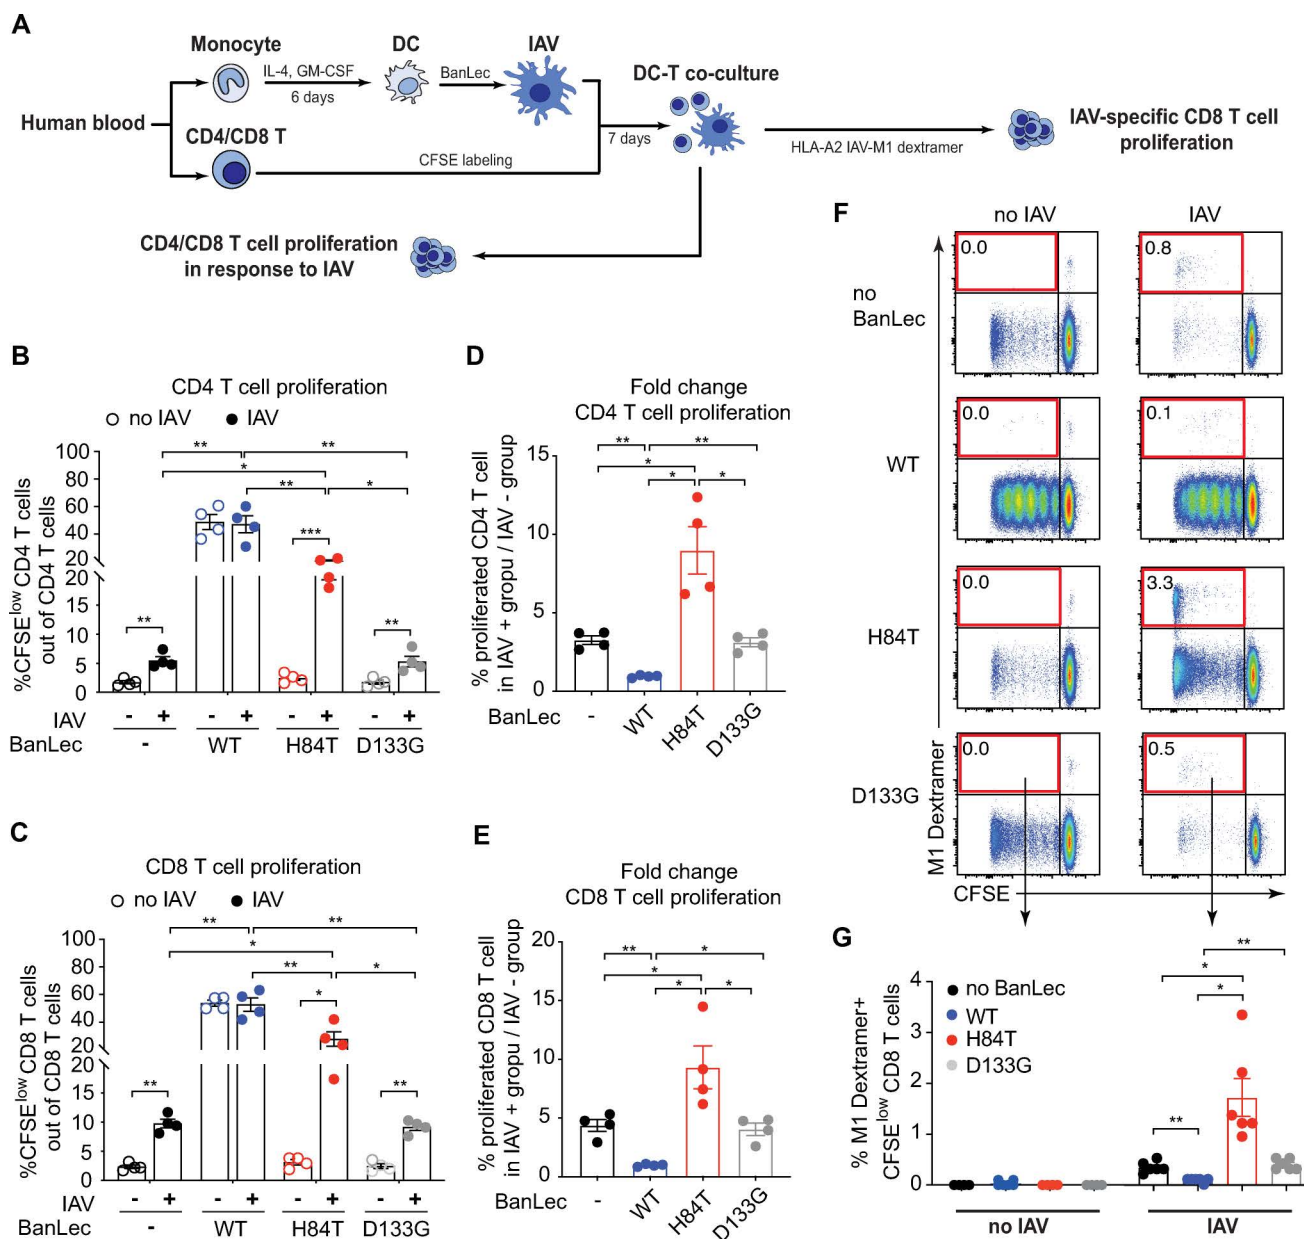 A
Monocyte
DC
IAV
IL-4, GM-CSF
6 days
BanLec
DC-T co-culture
Human blood
CD4/CD8 T
CFSE labeling
7 days
HLA-A2 IAV-M1 dextramer
IAV-specific CD8 T cell
proliferation
CD4/CD8 T cell proliferation
in response to IAV
B
CD4 T cell proliferation
no IAV
IAV
%CFSElow CD4 T cells
out of CD4 T cells
100
80
60
40
20
20
15
10
5
0
** **
*
** *
** *** **
IAV - + - + - + - +
BanLec - WT H84T D133G
D
Fold change
CD4 T cell proliferation
% proliferated CD4 T cell
in IAV + gropu / IAV - group
15
10
5
0
** **
*
* *
BanLec - WT H84T D133G
C
CD8 T cell proliferation
no IAV
IAV
%CFSElow CD8 T cells
out of CD8 T cells
100
80
60
40
20
20
15
10
5
0
** **
*
** *
** * **
IAV - + - + - + - +
BanLec - WT H84T D133G
E
Fold change
CD8 T cell proliferation
% proliferated CD8 T cell
in IAV + gropu / IAV - group
20
15
10
5
0
** *
*
* *
BanLec - WT H84T D133G
F
no IAV
IAV
no
BanLec
0.0
0.8
WT
0.0
0.1
H84T
0.0
3.3
D133G
0.0
0.5
M1 Dextramer
CFSE
G
% M1 Dextramer+
CFSElow CD8 T cells
4
3
2
1
0
no BanLec
WT
H84T
D133G
**
*
*
**
no IAV
IAV